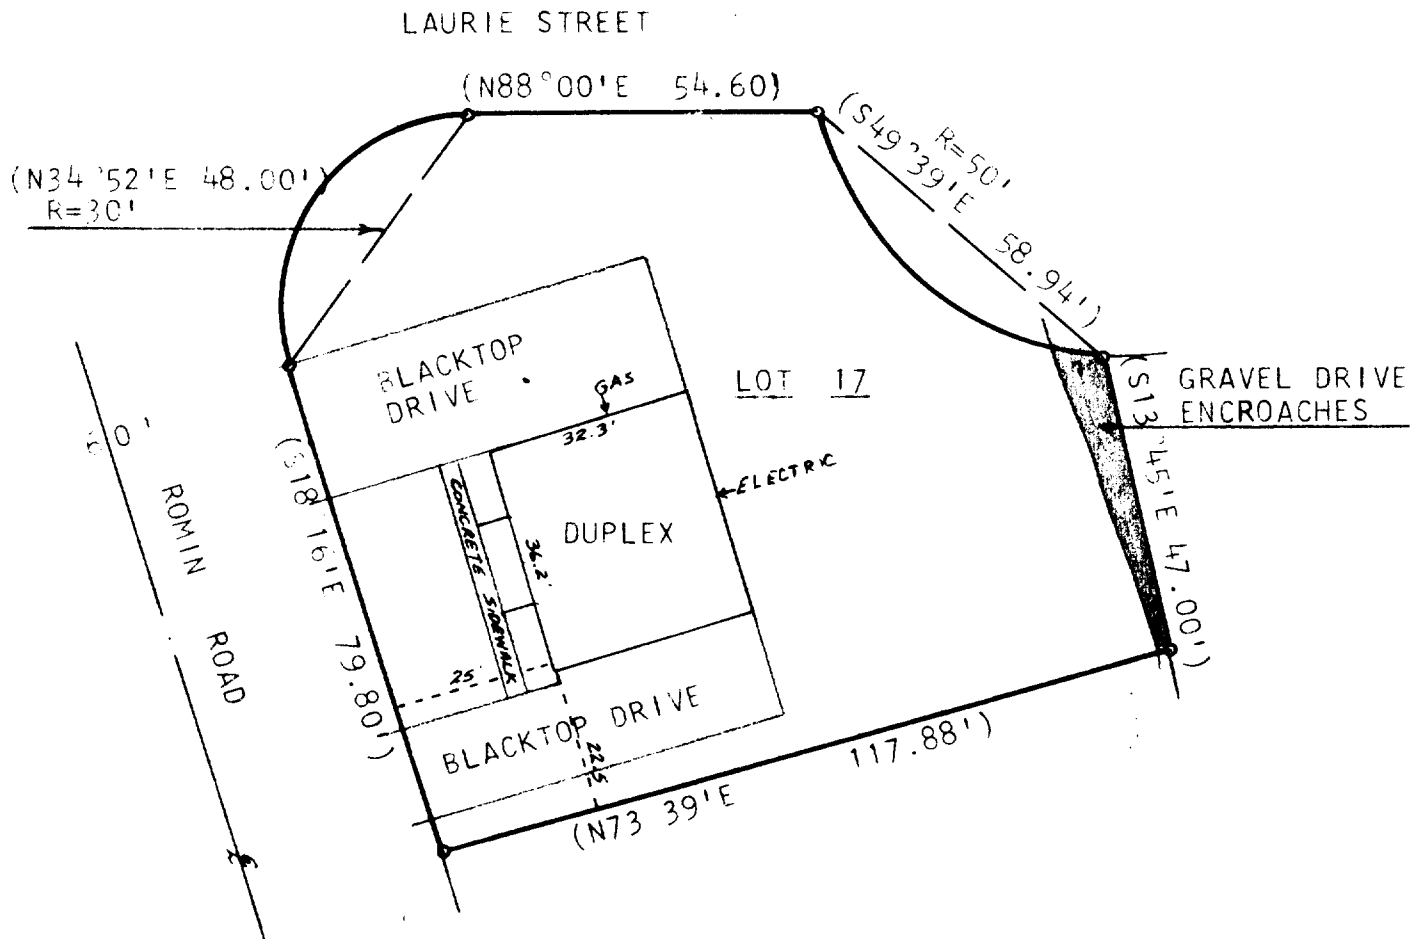 LAURIE STREET
(N88°00'E 54.60)
(S49°39'E
R=50'
58.94')
(N34°52'E 48.00')
R=30'
BLACKTOP
DRIVE
GAS
32.3'
LOT 17
GRAVEL DRIVE
ENCROACHES
(S13°45'E 47.00')
ELECTRIC
DUPLEX
36.2'
CONCRETE SIDEWALK
(S18 16'E 79.80')
ROMIN
ROAD
25'
BLACKTOP DRIVE
22.5
(N73 39'E
117.88')